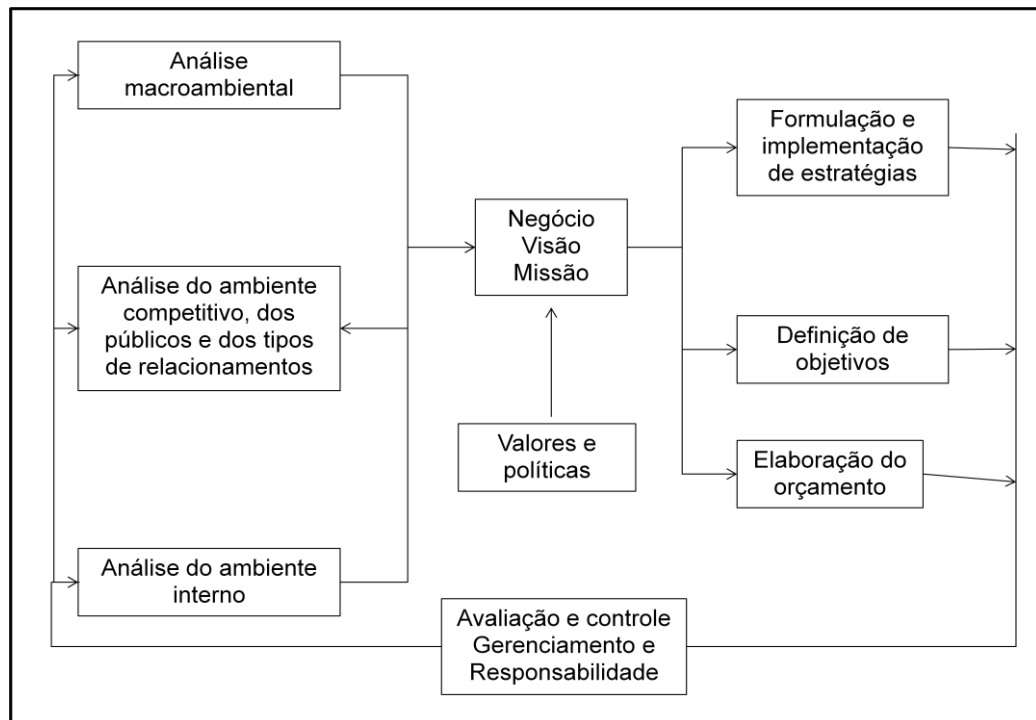 Análise
macroambiental
Análise do ambiente
competitivo, dos
públicos e dos tipos
de relacionamentos
Análise do ambiente
interno
Negócio
Visão
Missão
Valores e
políticas
Formulação e
implementação
de estratégias
Definição de
objetivos
Elaboração do
orçamento
Avaliação e controle
Gerenciamento e
Responsabilidade